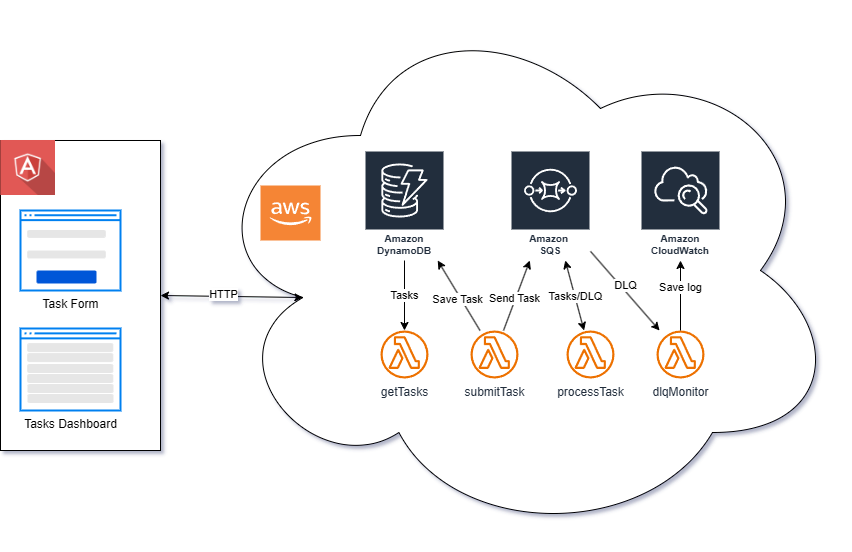 A
Task Form
Tasks Dashboard
HTTP
aws
Amazon
DynamoDB
Amazon
SQS
Amazon
CloudWatch
Tasks
Save Task
Send Task
Tasks/DLQ
DLQ
Save log
getTasks
submitTask
processTask
dlqMonitor